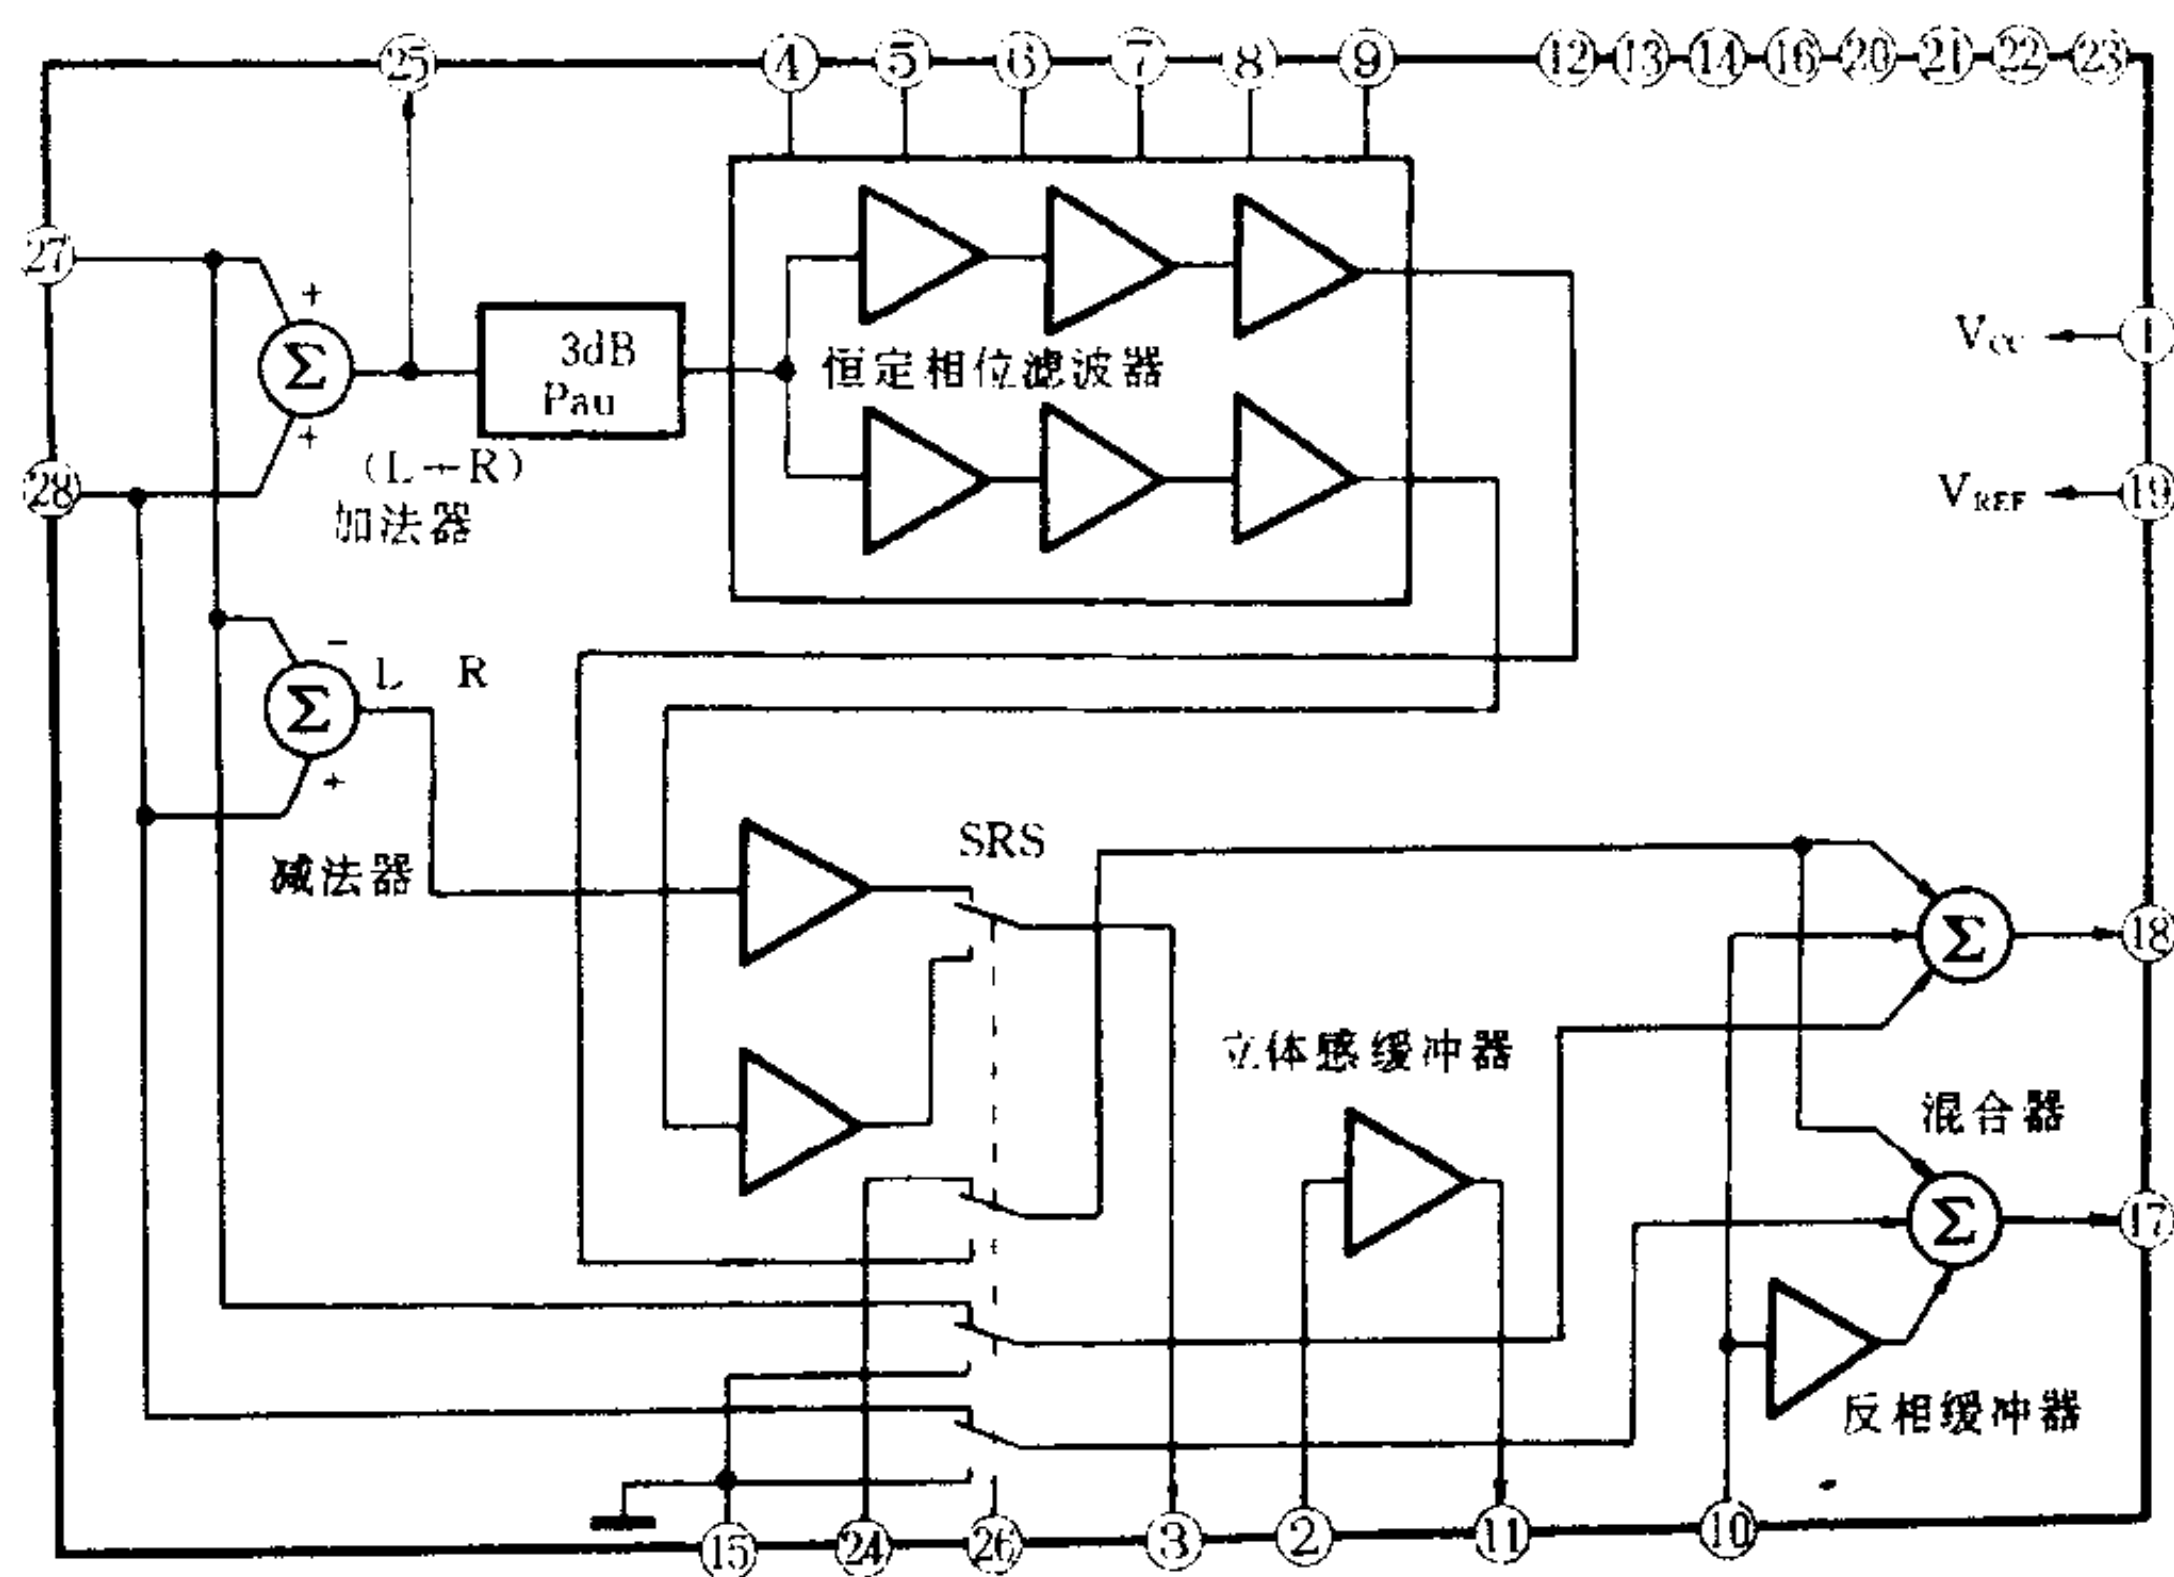 25 4 5 6 7 8 9 12 13 14 16 20 21 22 23
27
+
Σ
+
28
(L+R)
加法器
3dB
Pau
恒定相位滤波器
Vcc
1
VREF
19
-
L R
Σ
+
减法器
SRS
Σ
18
立体感缓冲器
混合器
Σ
17
反相缓冲器
15 24 26 3 2 11 10